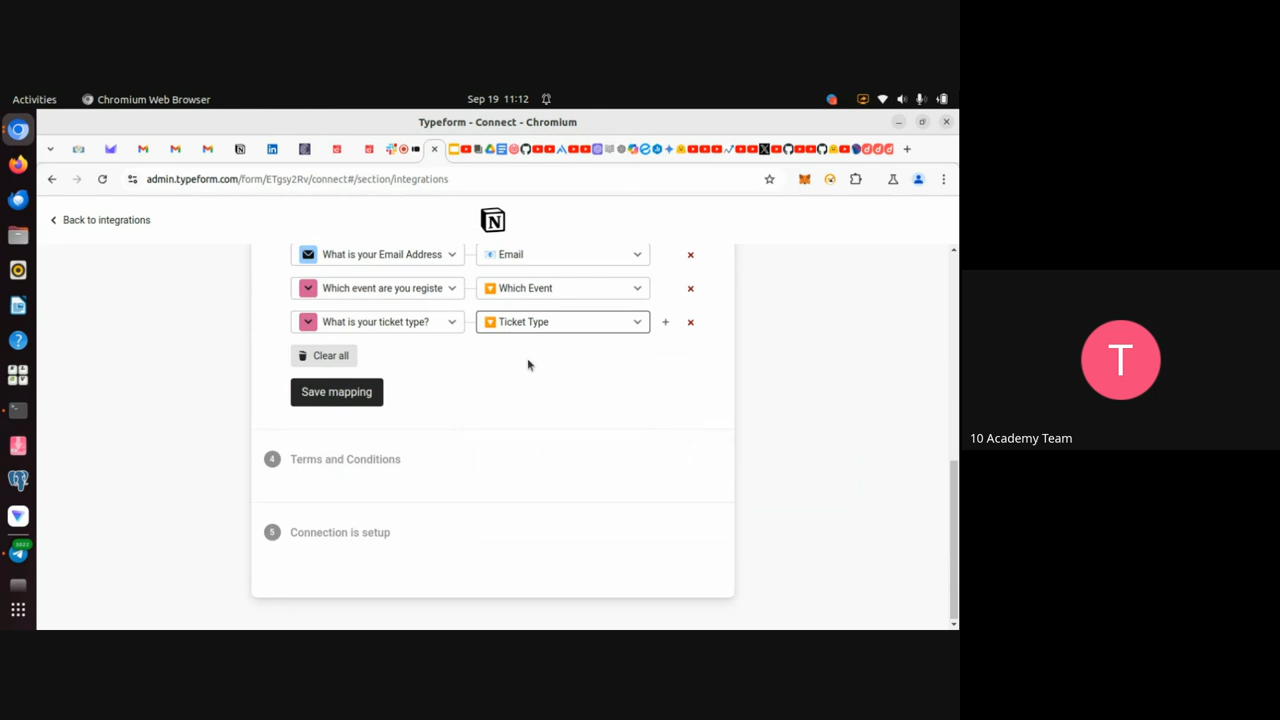 Activities
Chromium Web Browser
Sep 19 11:12
Typeform - Connect - Chromium
admin.typeform.com/form/ETgsy2Rv/connect#/section/integrations
Back to integrations
N
What is your Email Address
Email
Which event are you registe
Which Event
What is your ticket type?
Ticket Type
Clear all
Save mapping
4 Terms and Conditions
5 Connection is setup
T
10 Academy Team